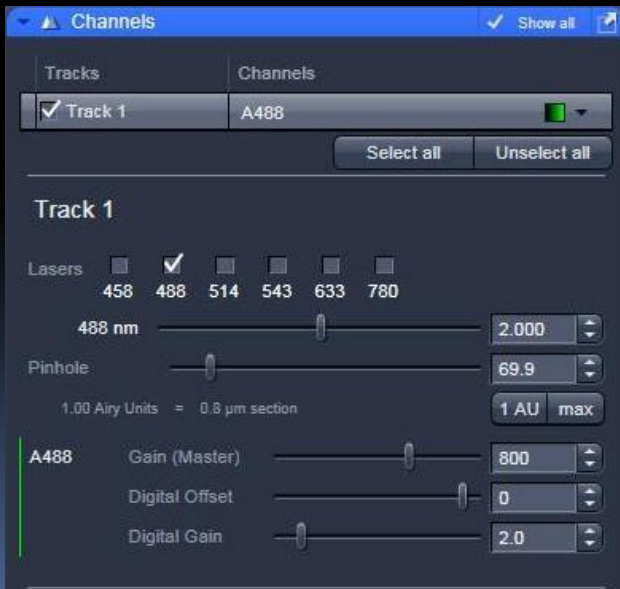 Channels Show all
Tracks Channels
Track 1 A488
Select all Unselect all
Track 1
Lasers
458 488 514 543 633 780
488 nm 2.000
Pinhole 69.9
1.00 Airy Units = 0.8 µm section 1 AU max
A488 Gain (Master) 800
Digital Offset 0
Digital Gain 2.0